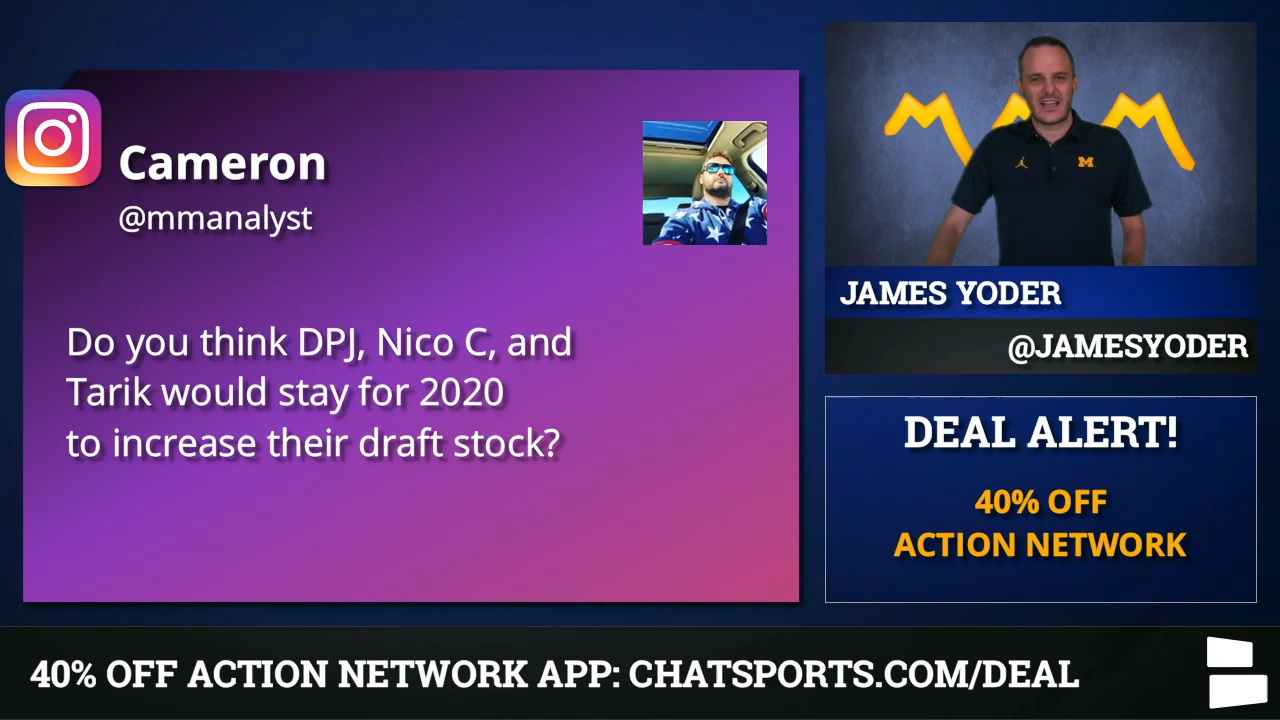 Cameron
@mmanalyst
Do you think DPJ, Nico C, and
Tarik would stay for 2020
to increase their draft stock?
M
JAMES YODER
@JAMESYODER
DEAL ALERT!
40% OFF
ACTION NETWORK
40% OFF ACTION NETWORK APP: CHATSPORTS.COM/DEAL